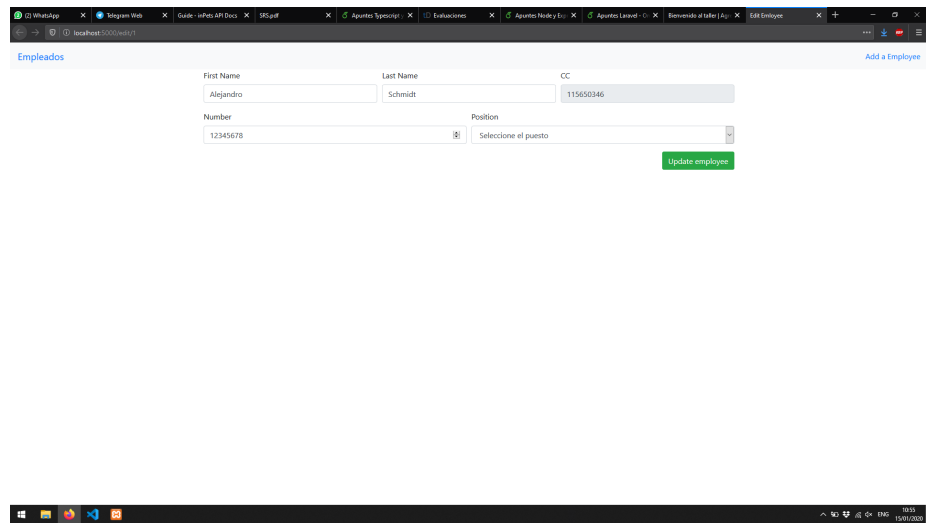 (2) WhatsApp
Telegram Web
Guide - inPets API Docs
SRS.pdf
Apuntes Typescript
Evaluaciones
Apuntes Node y Exp
Apuntes Laravel
Bienvenido al taller | Agr
Edit Emloyee
localhost:5000/edit/1
Empleados
Add a Employee
First Name
Last Name
CC
Alejandro
Schmidt
115650346
Number
Position
12345678
Seleccione el puesto
Update employee
ENG
10:55
15/01/2020